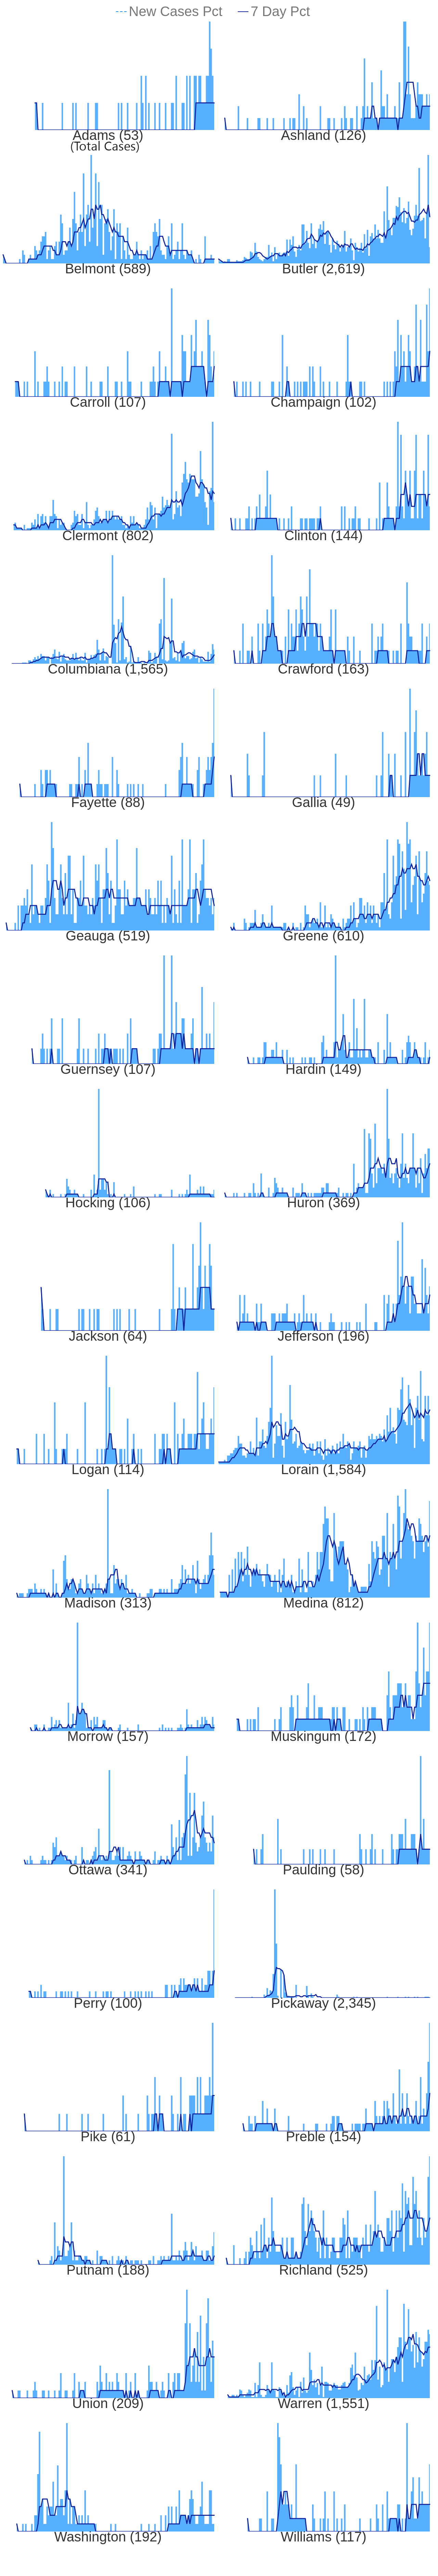 New Cases Pct 7 Day Pct
Adams (53) Ashland (126)
(Total Cases)
Belmont (589) Butler (2,619)
Carroll (107) Champaign (102)
Clermont (802) Clinton (144)
Columbiana (1,565) Crawford (163)
Fayette (88) Gallia (49)
Geauga (519) Greene (610)
Guernsey (107) Hardin (149)
Hocking (106) Huron (369)
Jackson (64) Jefferson (196)
Logan (114) Lorain (1,584)
Madison (313) Medina (812)
Morrow (157) Muskingum (172)
Ottawa (341) Paulding (58)
Perry (100) Pickaway (2,345)
Pike (61) Preble (154)
Putnam (188) Richland (525)
Union (209) Warren (1,551)
Washington (192) Williams (117)